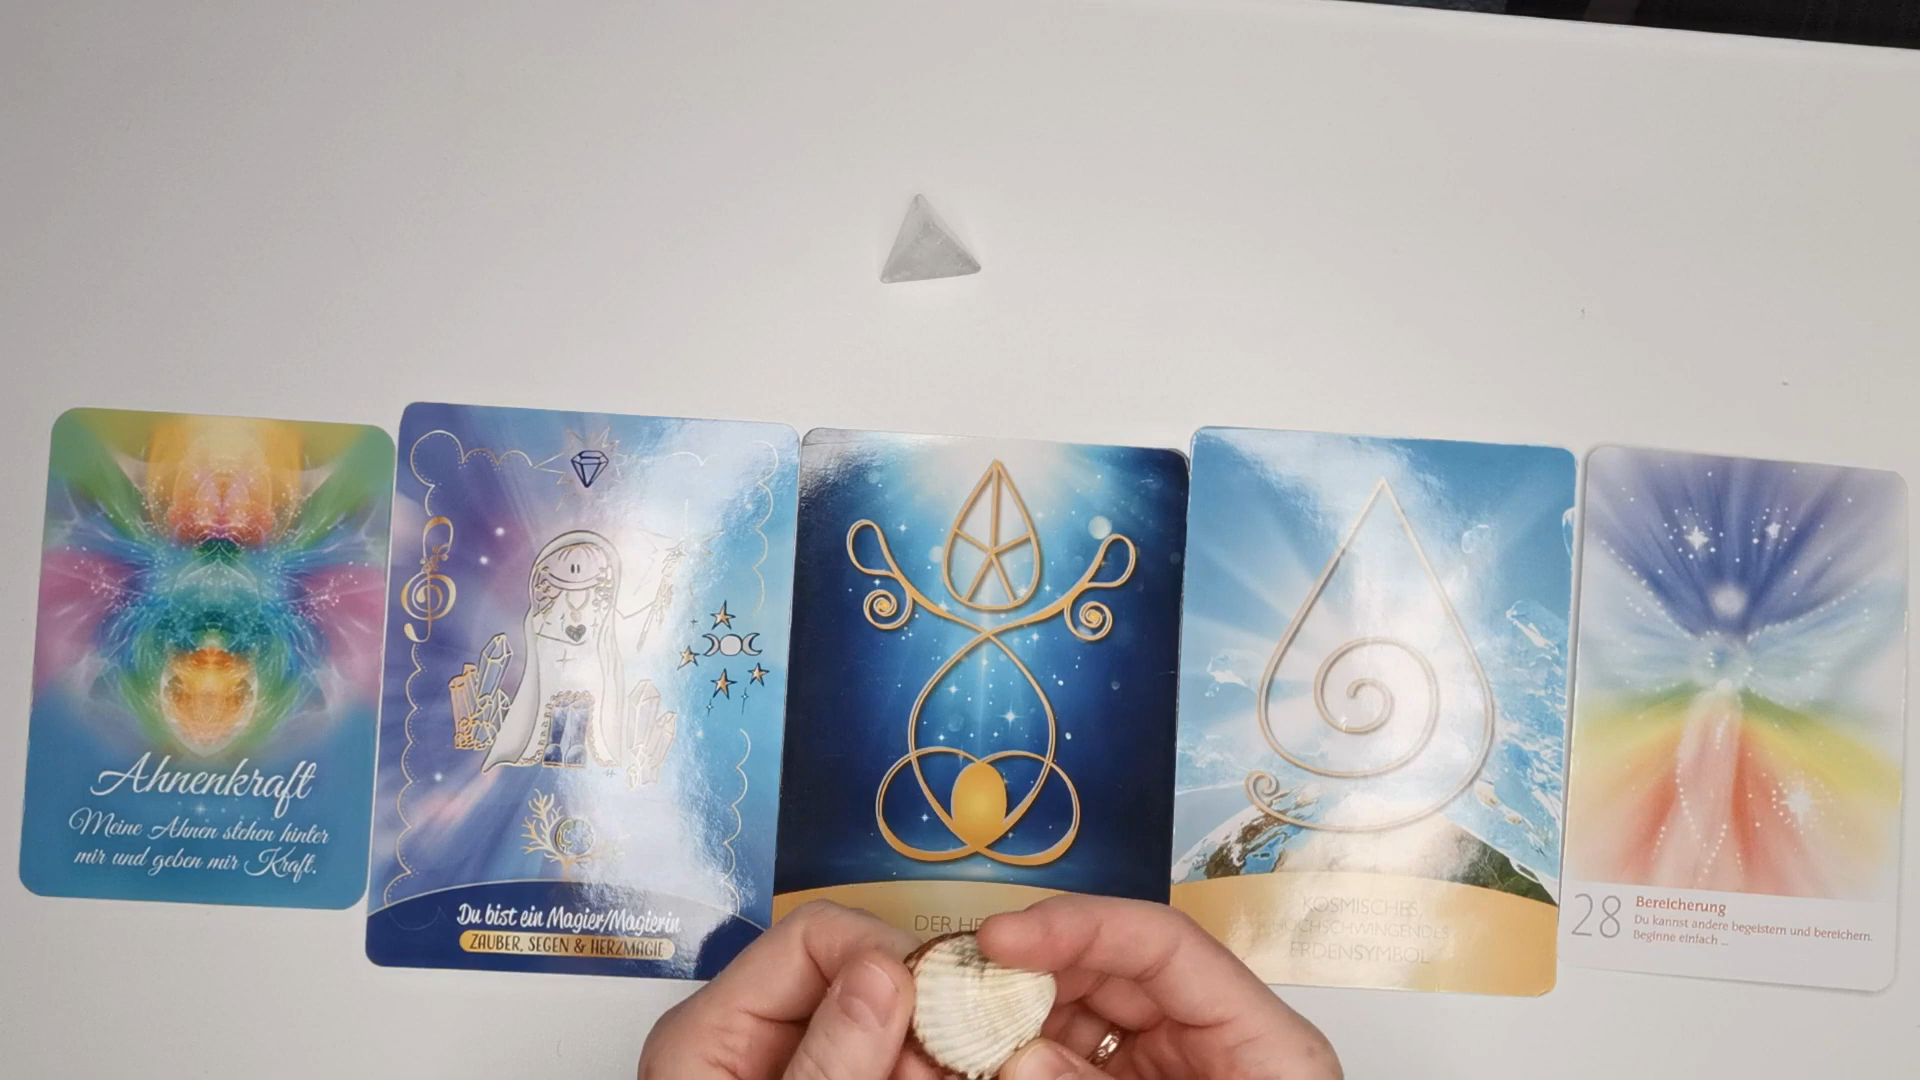 Ahnenkraft
Meine Ahnen stehen hinter
mir und geben mir Kraft.
Du bist ein Magier/Magierin
ZAUBER, SEGEN & HERZMAGIE
DER
KOSMISCHES,
HOCHSCHWINGENDES
ERDENSYMBOL
28
Bereicherung
Du kannst andere begeistern und bereichern.
Beginne einfach ...